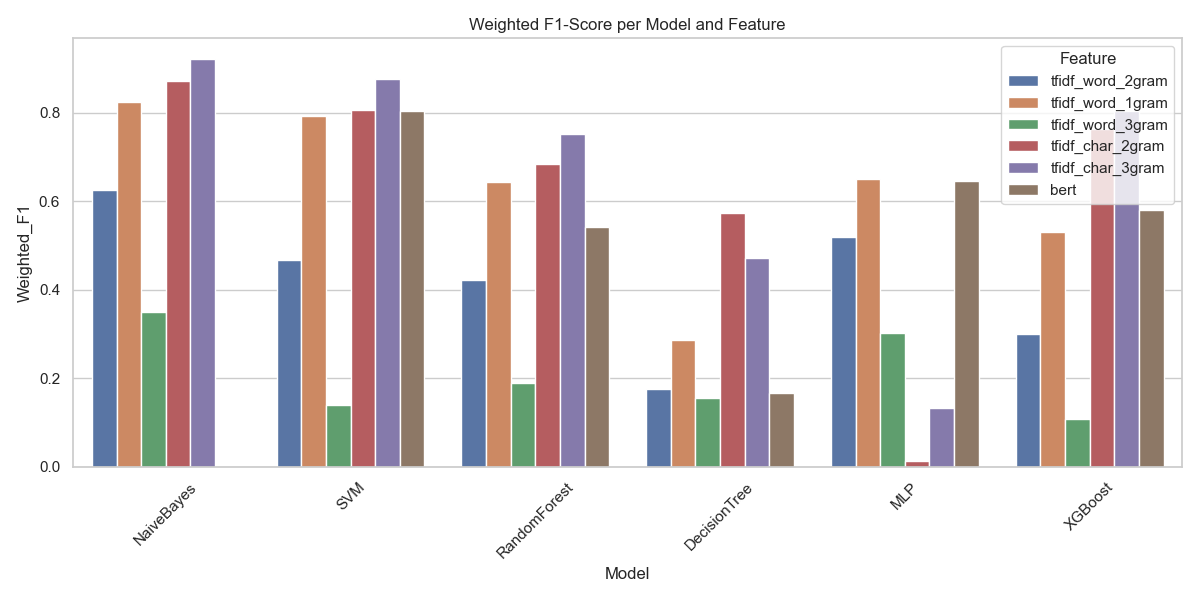 Weighted F1-Score per Model and Feature
Weighted_F1
0.8
0.6
0.4
0.2
0.0
Feature
tfidf_word_2gram
tfidf_word_1gram
tfidf_word_3gram
tfidf_char_2gram
tfidf_char_3gram
bert
NaiveBayes
SVM
RandomForest
DecisionTree
MLP
XGBoost
Model